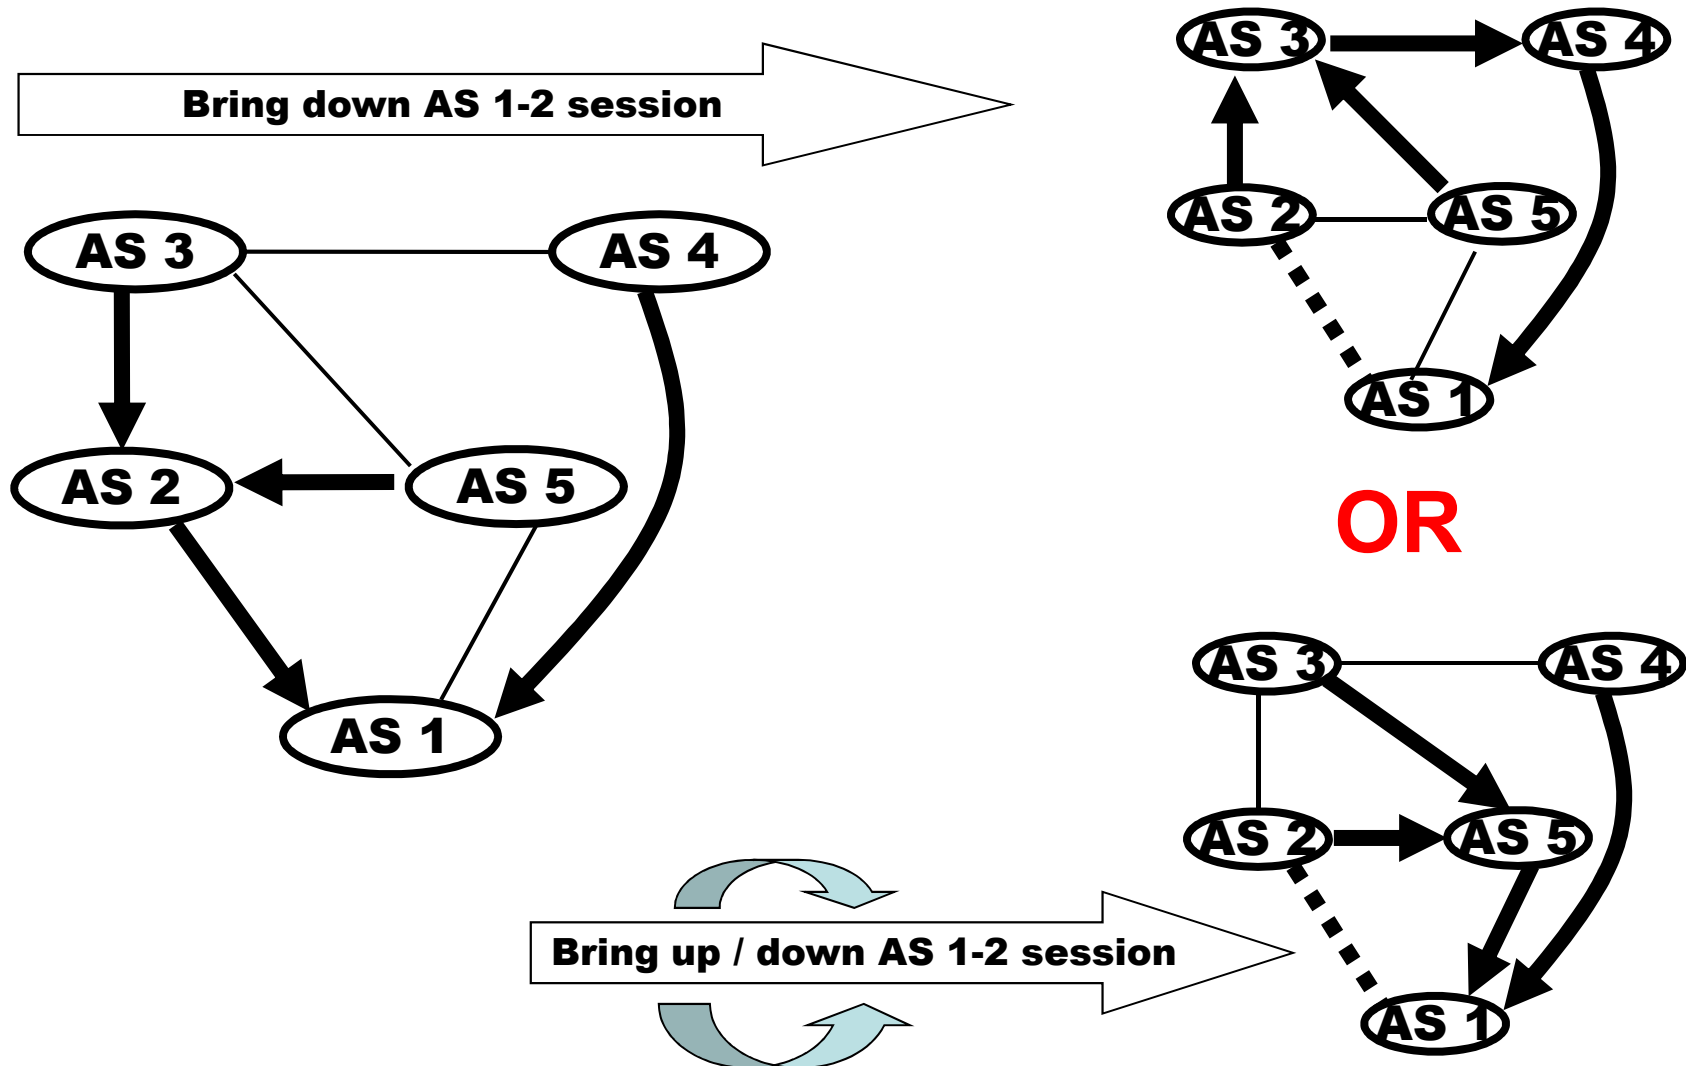 Bring down AS 1-2 session
AS 3
AS 4
AS 2
AS 5
AS 1
AS 3
AS 4
AS 2
AS 5
AS 1
OR
AS 3
AS 4
AS 2
AS 5
AS 1
Bring up / down AS 1-2 session